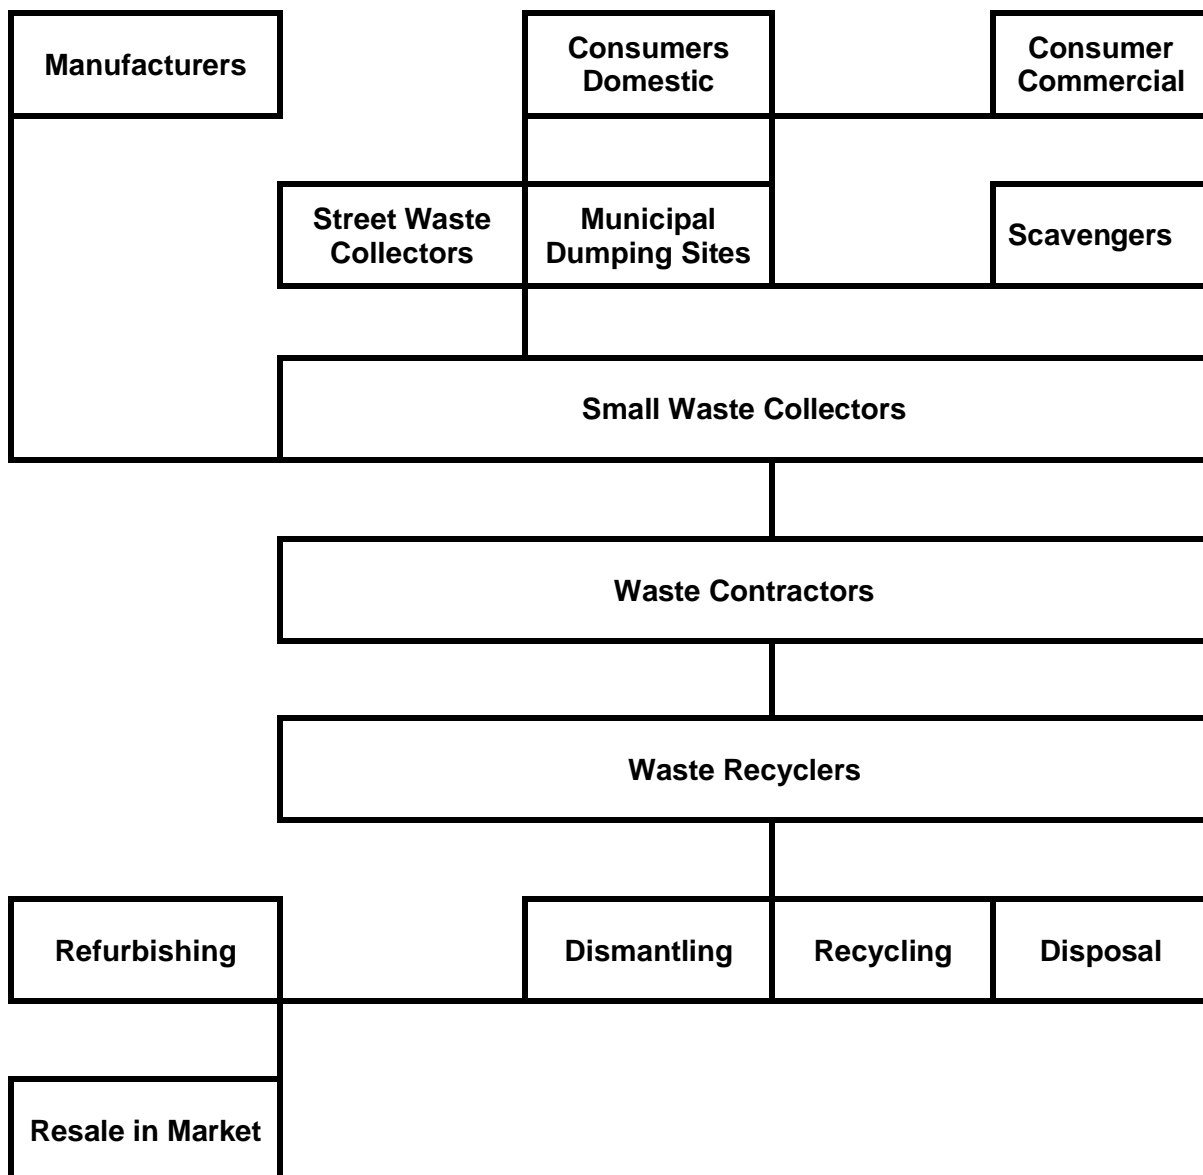 Manufacturers
Consumers
Domestic
Consumer
Commercial
Street Waste
Collectors
Municipal
Dumping Sites
Scavengers
Small Waste Collectors
Waste Contractors
Waste Recyclers
Refurbishing
Dismantling
Recycling
Disposal
Resale in Market